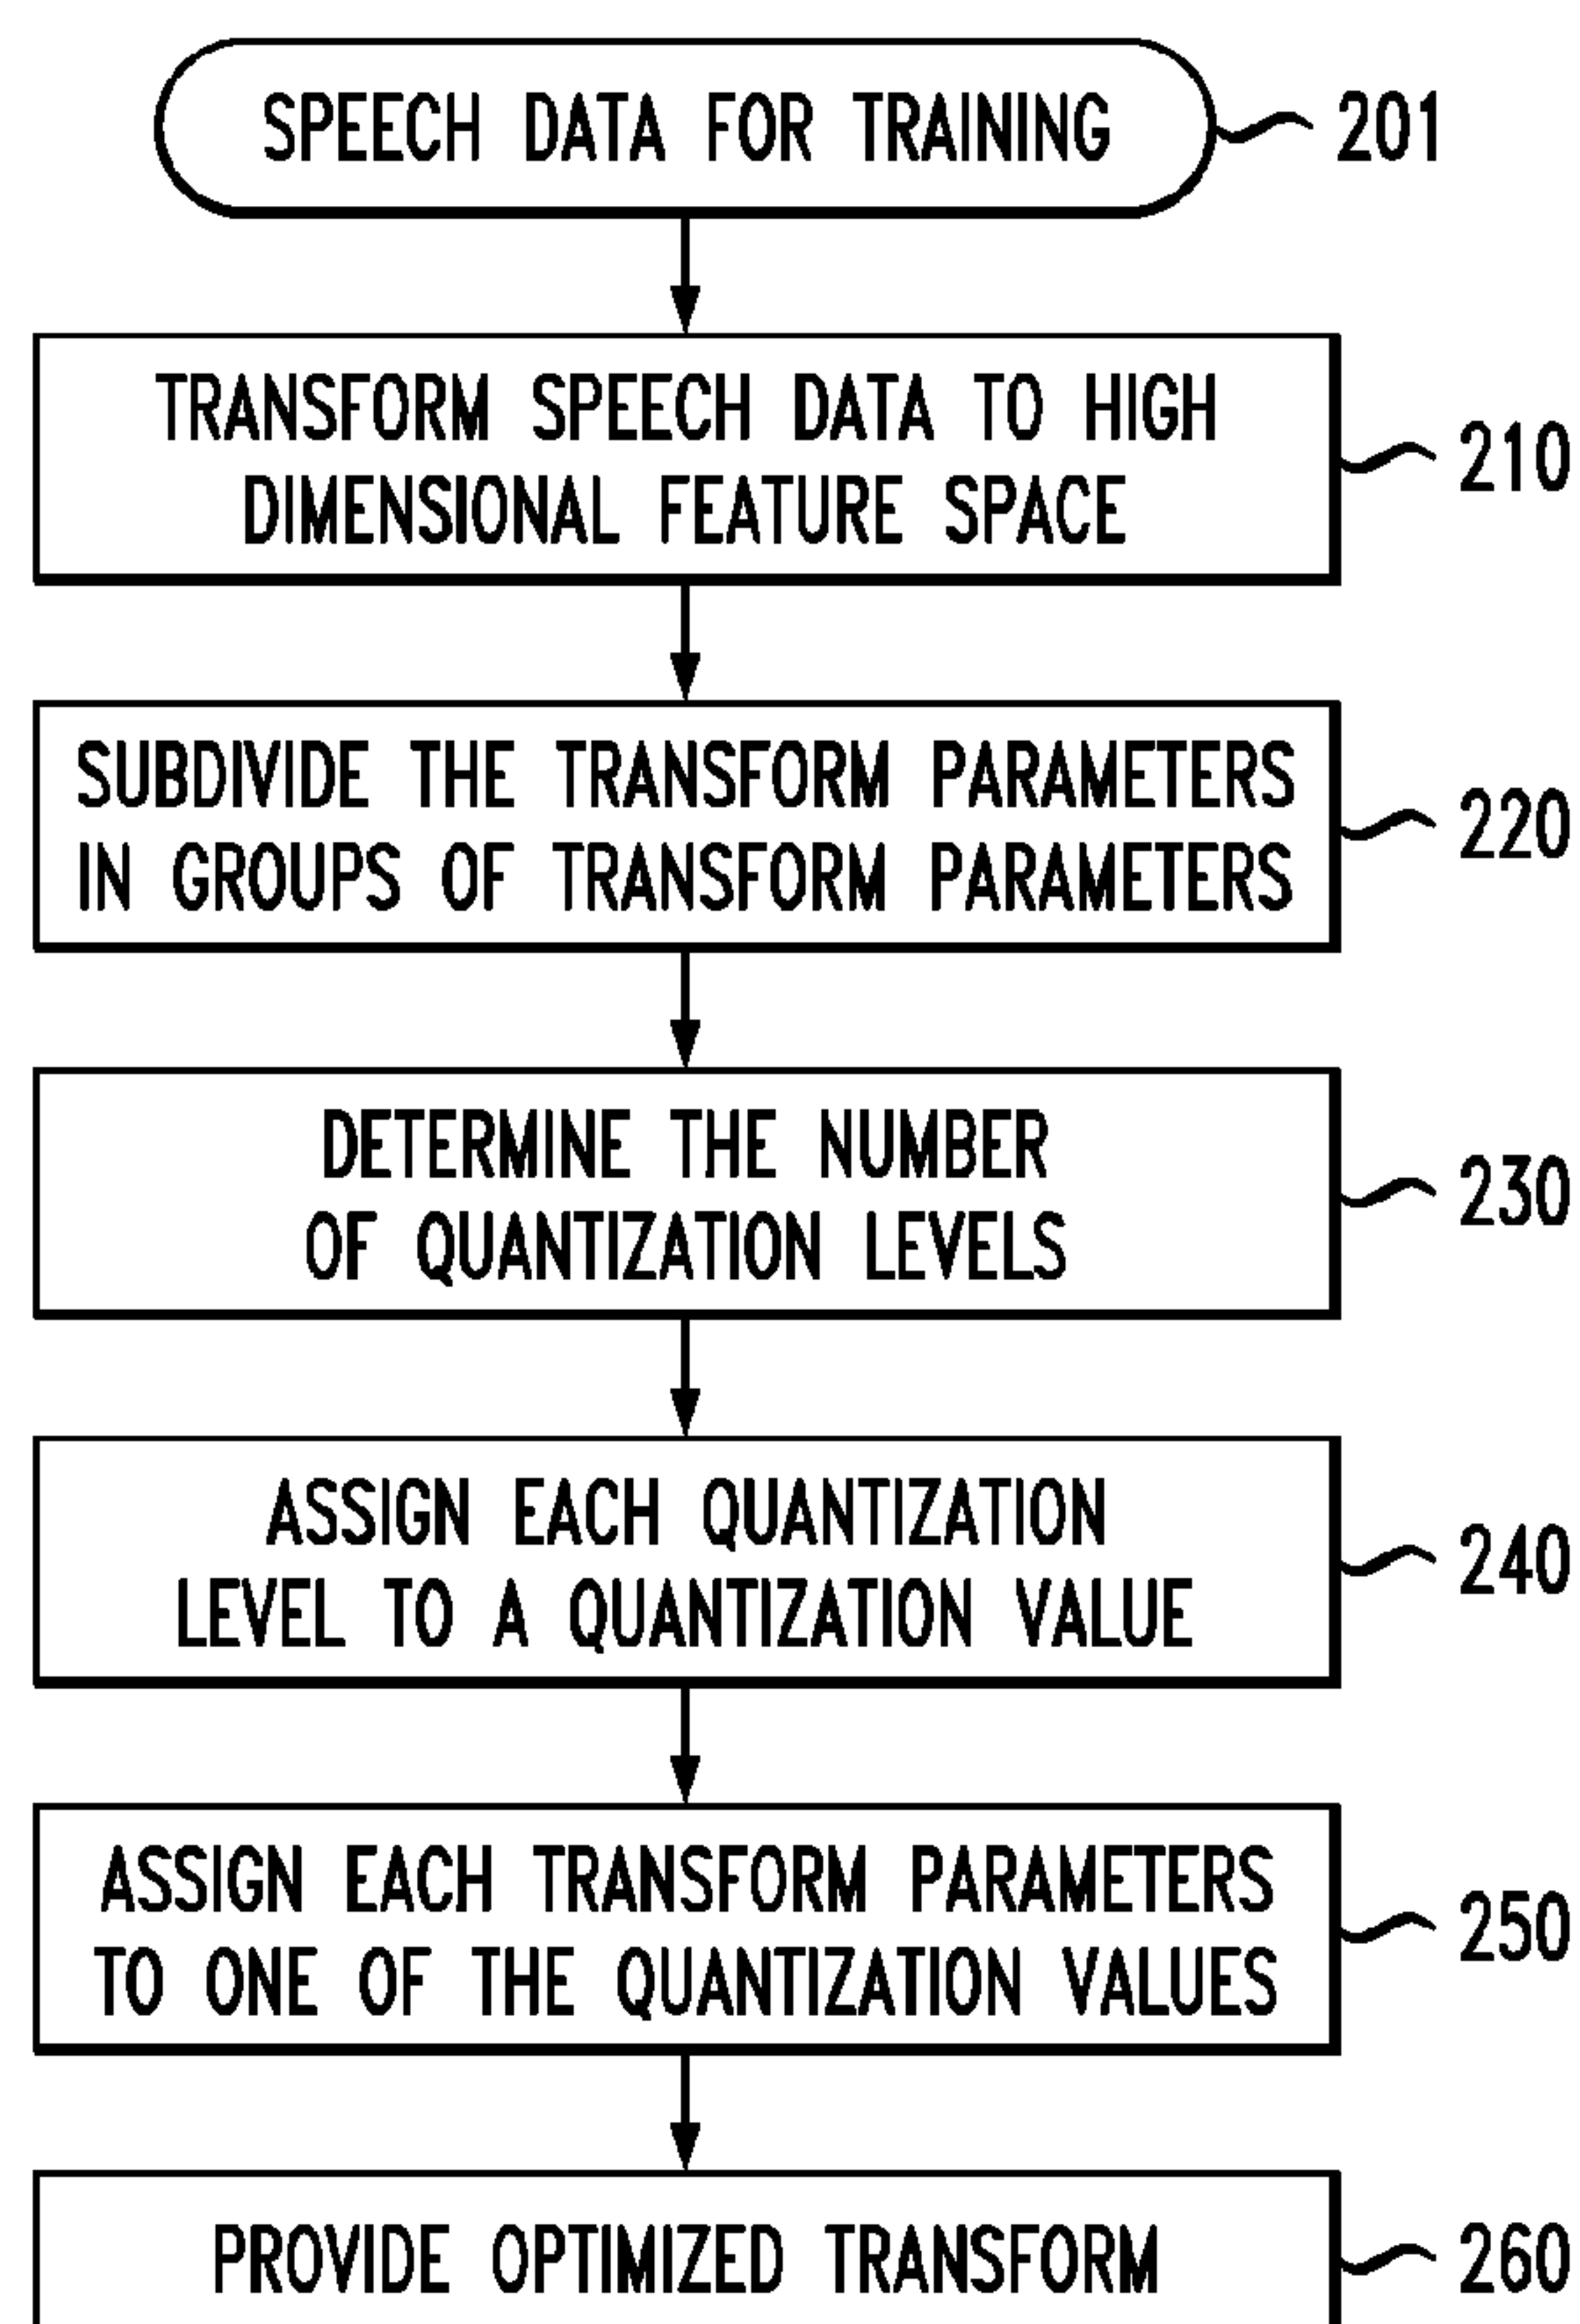 SPEECH DATA FOR TRAINING
201
TRANSFORM SPEECH DATA TO HIGH
DIMENSIONAL FEATURE SPACE
210
SUBDIVIDE THE TRANSFORM PARAMETERS
IN GROUPS OF TRANSFORM PARAMETERS
220
DETERMINE THE NUMBER
OF QUANTIZATION LEVELS
230
ASSIGN EACH QUANTIZATION
LEVEL TO A QUANTIZATION VALUE
240
ASSIGN EACH TRANSFORM PARAMETERS
TO ONE OF THE QUANTIZATION VALUES
250
PROVIDE OPTIMIZED TRANSFORM
260